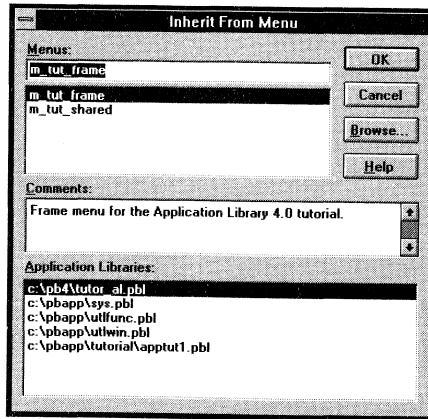 Inherit From Menu
Menus:
m_tut_frame
m_tut_frame
m_tut_shared
OK
Cancel
Browse...
Help
Comments:
Frame menu for the Application Library 4.0 tutorial.
Application Libraries:
c:\pb4\tutor_al.pbl
c:\pbapp\sys.pbl
c:\pbapp\utlfunc.pbl
c:\pbapp\utlwin.pbl
c:\pbapp\tutorial\apptut1.pbl